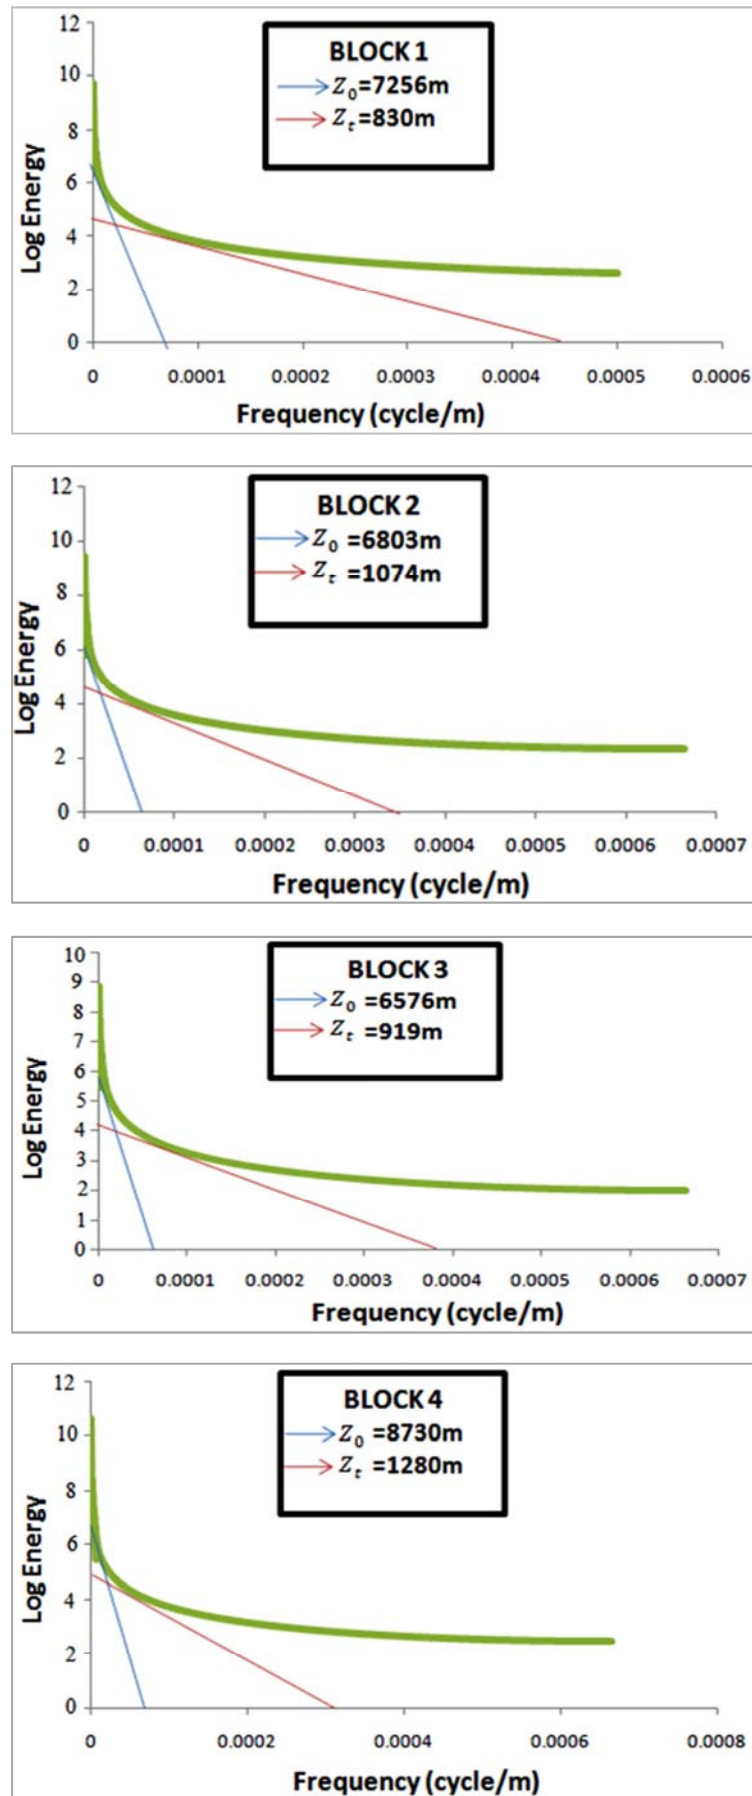 BLOCK 1
Z₀=7256m
Zₜ=830m
Log Energy
12
10
8
6
4
2
0
0 0.0001 0.0002 0.0003 0.0004 0.0005 0.0006
Frequency (cycle/m)
BLOCK 2
Z₀ =6803m
Zₜ =1074m
Log Energy
12
10
8
6
4
2
0
0 0.0001 0.0002 0.0003 0.0004 0.0005 0.0006 0.0007
Frequency (cycle/m)
BLOCK 3
Z₀ =6576m
Zₜ =919m
Log Energy
10
9
8
7
6
5
4
3
2
1
0
0 0.0001 0.0002 0.0003 0.0004 0.0005 0.0006 0.0007
Frequency (cycle/m)
BLOCK 4
Z₀ =8730m
Zₜ =1280m
Log Energy
12
10
8
6
4
2
0
0 0.0002 0.0004 0.0006 0.0008
Frequency (cycle/m)